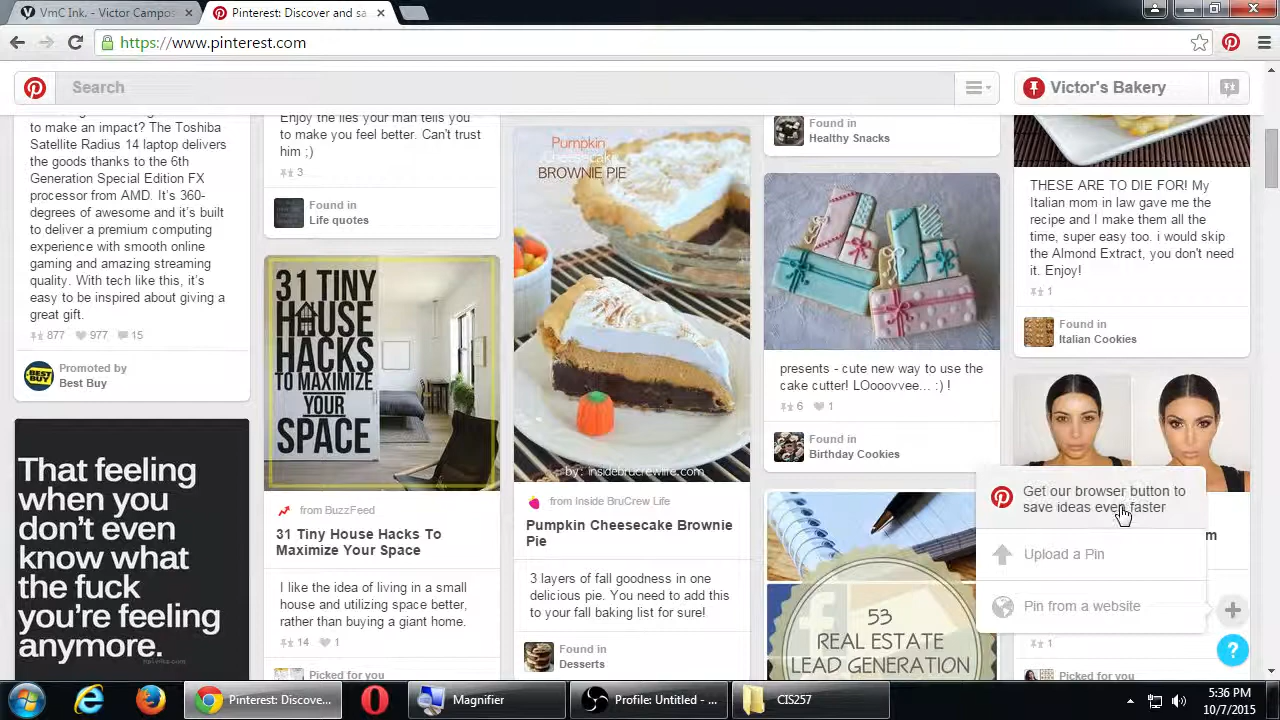 VmC Ink. - Victor Campos
Pinterest: Discover and sa
https://www.pinterest.com
Search
Victor's Bakery
to make an impact? The Toshiba
Satellite Radius 14 laptop delivers
the goods thanks to the 6th
Generation Special Edition FX
processor from AMD. It's 360-
degrees of awesome and it's built
to deliver a premium computing
experience with smooth online
gaming and amazing streaming
quality. With tech like this, it's
easy to be inspired about giving a
great gift.
877 977 15
Promoted by
Best Buy
BEST BUY
That feeling
when you
don't even
know what
the fuck
you're feeling
anymore.
Enjoy the lies your man tells you
to make you feel better. Can't trust
him ;)
3
Found in
Life quotes
31 TINY
HOUSE
HACKS
TO MAXIMIZE
YOUR
SPACE
from BuzzFeed
31 Tiny House Hacks To
Maximize Your Space
I like the idea of living in a small
house and utilizing space better,
rather than buying a giant home.
14 1
Picked for you
Pumpkin
Cheesecake
BROWNIE PIE
by: insidebrucrewlife.com
from Inside BruCrew Life
Pumpkin Cheesecake Brownie
Pie
3 layers of fall goodness in one
delicious pie. You need to add this
to your fall baking list for sure!
Found in
Desserts
Found in
Healthy Snacks
presents - cute new way to use the
cake cutter! LOooovvee... :) !
6 1
Found in
Birthday Cookies
53
REAL ESTATE
LEAD GENERATION
THESE ARE TO DIE FOR! My
Italian mom in law gave me the
recipe and I make them all the
time, super easy too. i would skip
the Almond Extract, you don't need
it. Enjoy!
1
Found in
Italian Cookies
Get our browser button to
save ideas even faster
Upload a Pin
Pin from a website
m
+
?
1
Picked for you
Pinterest: Discove...
Magnifier
Profile: Untitled - ...
CIS257
5:36 PM
10/7/2015